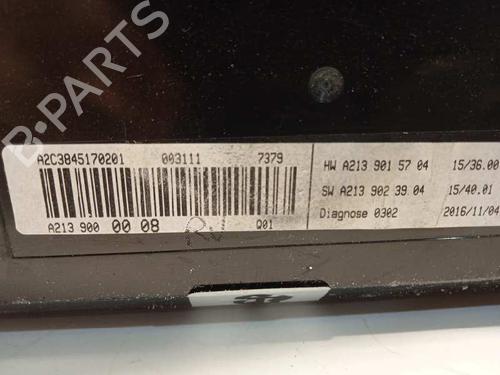 B-Parts
A2C3845170201 003111 7379
A213 900 00 08 Q01
HW A213 901 57 04 15/36.00
SW A213 902 39 04 15/40.01
Diagnose 0302 2016/11/04